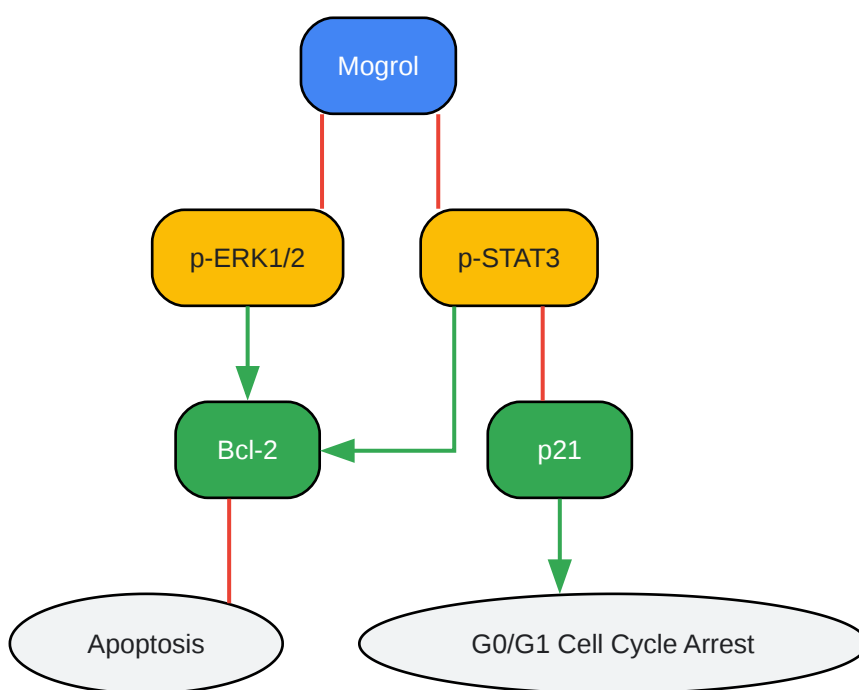 Mogrol
p-ERK1/2
p-STAT3
Bcl-2
p21
Apoptosis
G0/G1 Cell Cycle Arrest